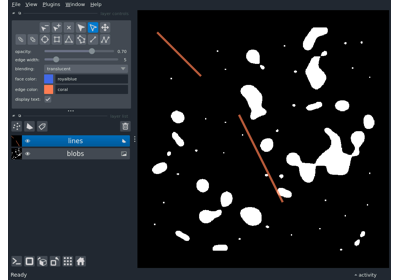 File View Plugins Window Help
opacity: 0.70
edge width:
blending: translucent
face color: royalblue
edge color: coral
display text:
lines
blobs
Ready
activity